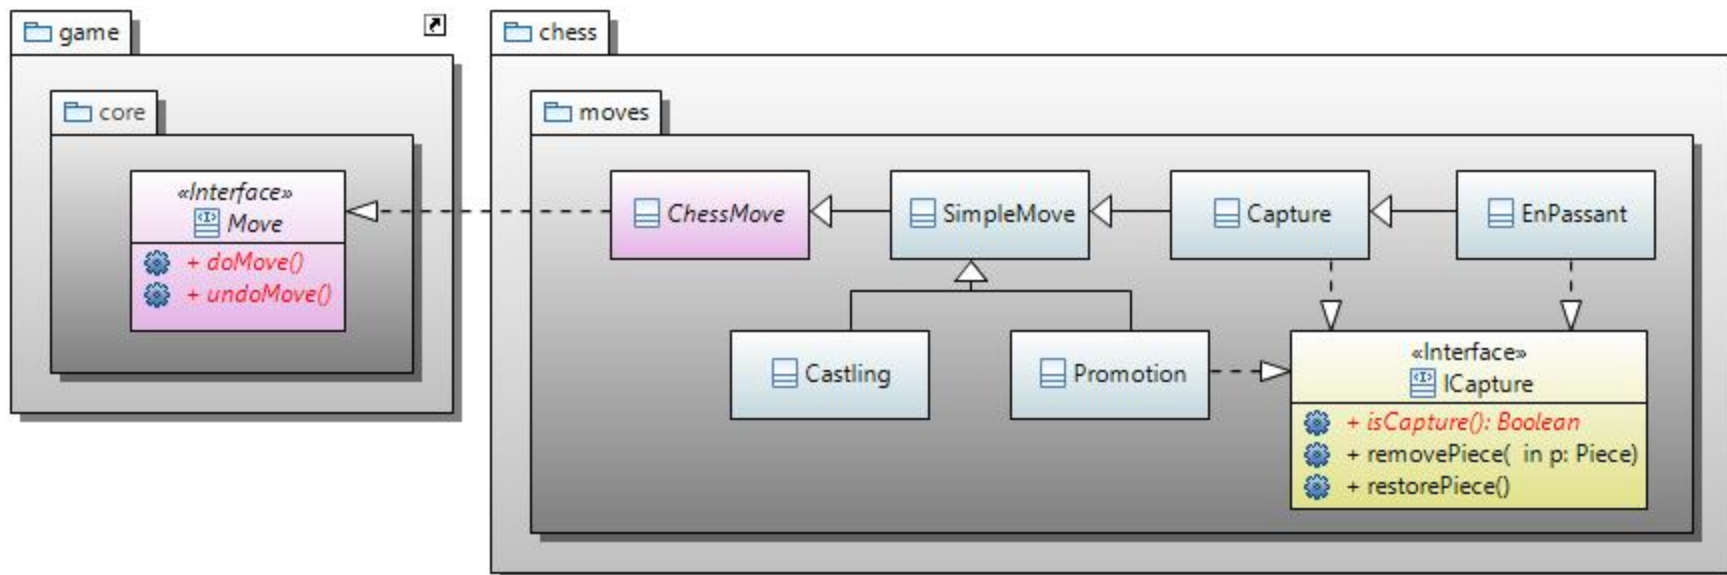 game
core
«Interface»
Move
+ doMove()
+ undoMove()
chess
moves
ChessMove
SimpleMove
Capture
EnPassant
Castling
Promotion
«Interface»
ICapture
+ isCapture(): Boolean
+ removePiece( in p: Piece)
+ restorePiece()